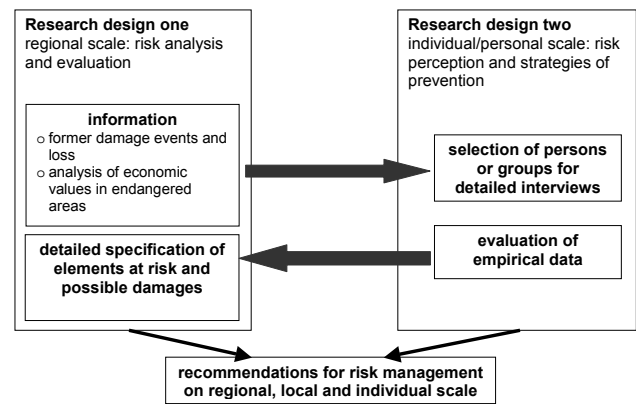 Research design one
regional scale: risk analysis
and evaluation
information
o former damage events and
loss
o analysis of economic
values in endangered
areas
detailed specification of
elements at risk and
possible damages
Research design two
individual/personal scale: risk
perception and strategies of
prevention
selection of persons
or groups for
detailed interviews
evaluation of
empirical data
recommendations for risk management
on regional, local and individual scale